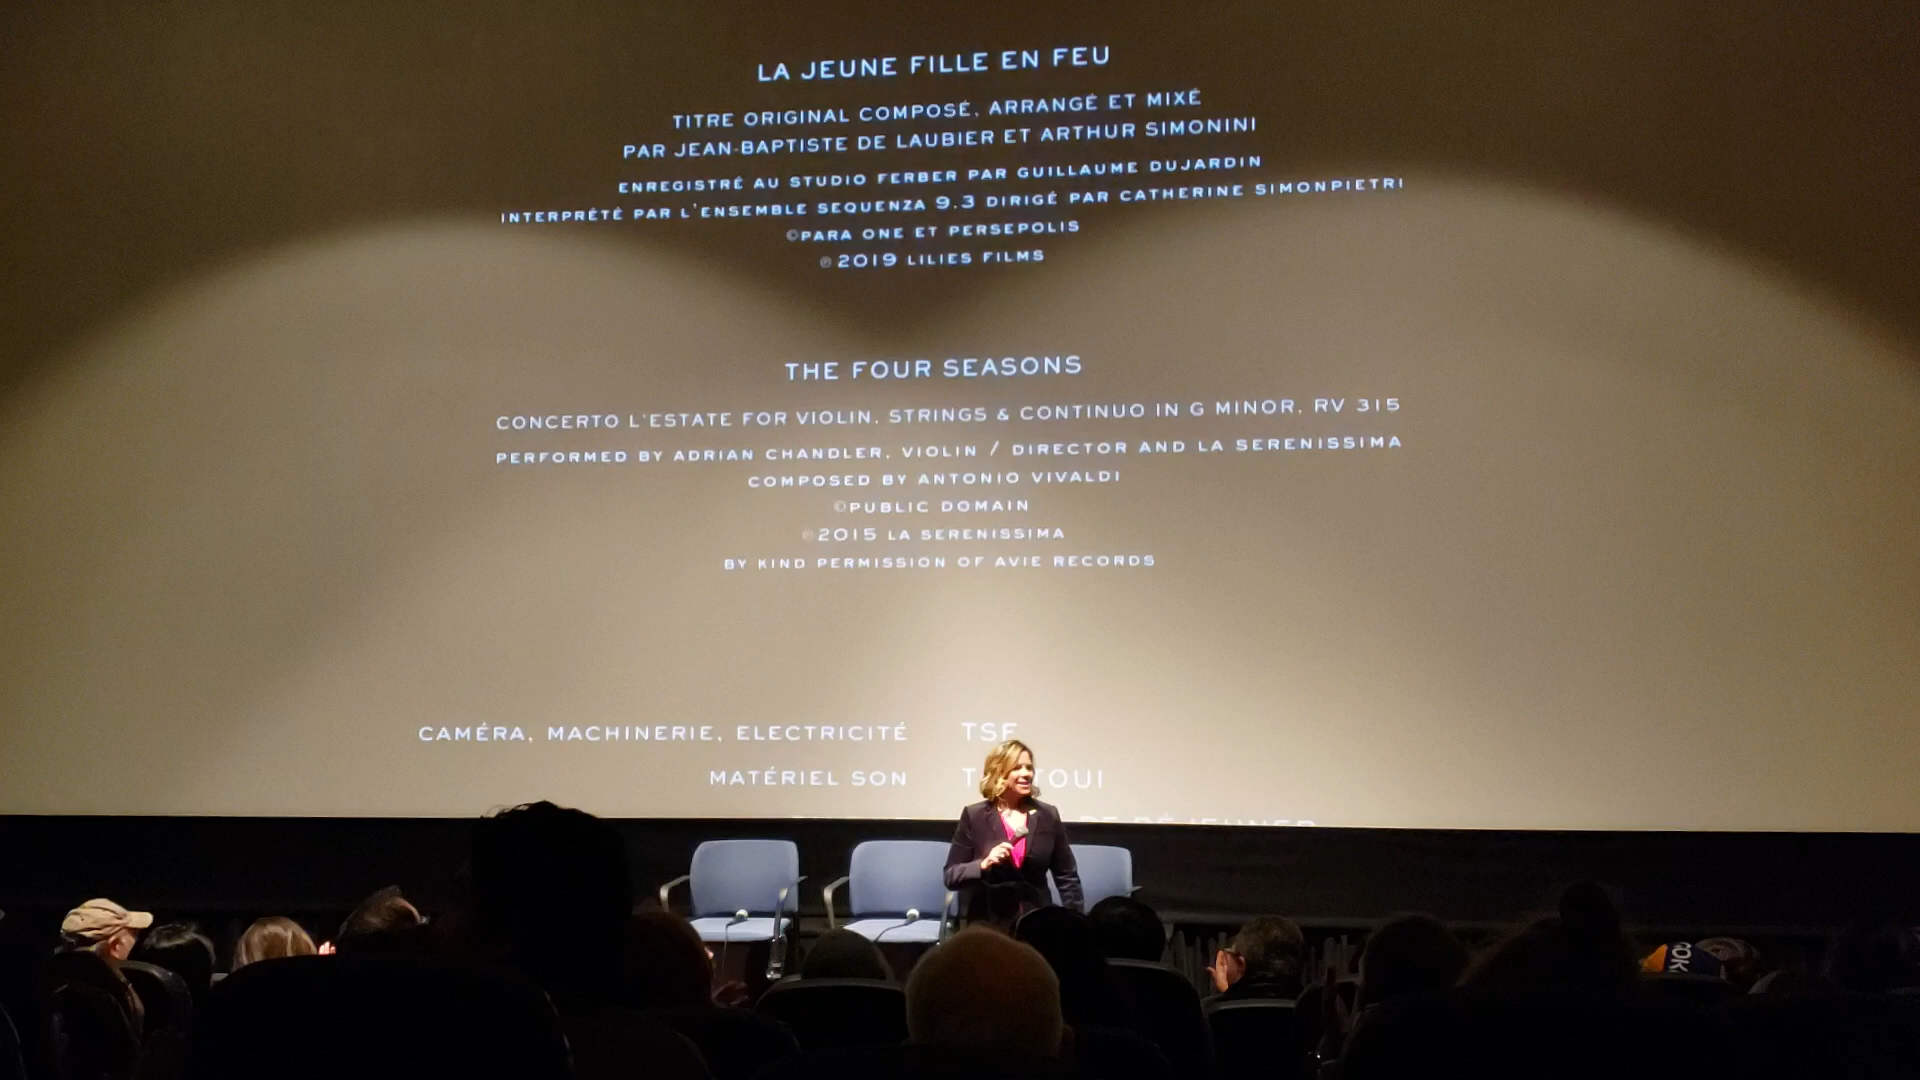 LA JEUNE FILLE EN FEU
TITRE ORIGINAL COMPOSÉ, ARRANGÉ ET MIXÉ
PAR JEAN-BAPTISTE DE LAUBIER ET ARTHUR SIMONINI
ENREGISTRÉ AU STUDIO FERBER PAR GUILLAUME DUJARDIN
INTERPRÉTÉ PAR L'ENSEMBLE SEQUENZA 9.3 DIRIGÉ PAR CATHERINE SIMONPIETRI
©PARA ONE ET PERSEPOLIS
℗2019 LILIES FILMS
THE FOUR SEASONS
CONCERTO L'ESTATE FOR VIOLIN, STRINGS & CONTINUO IN G MINOR, RV 315
PERFORMED BY ADRIAN CHANDLER, VIOLIN / DIRECTOR AND LA SERENISSIMA
COMPOSED BY ANTONIO VIVALDI
©PUBLIC DOMAIN
℗2015 LA SERENISSIMA
BY KIND PERMISSION OF AVIE RECORDS
CAMÉRA, MACHINERIE, ELECTRICITÉ TSF
MATÉRIEL SON